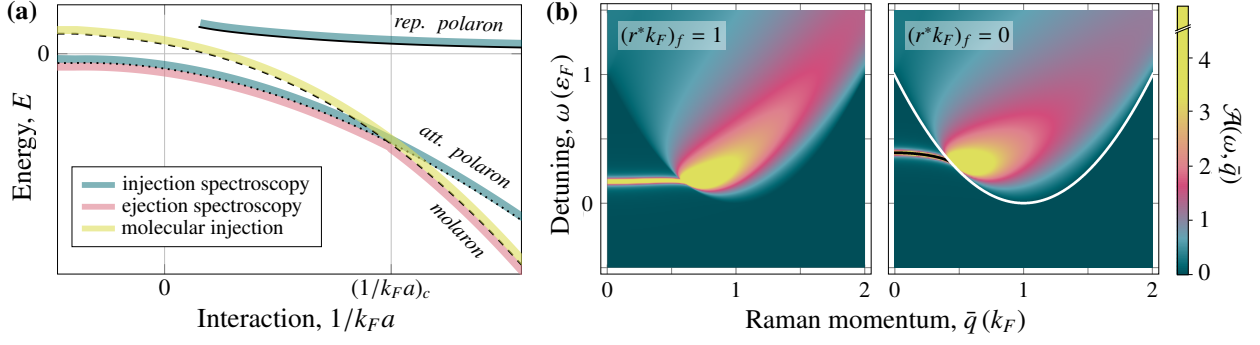 (a)
rep. polaron
0
Energy, E
att. polaron
molaron
injection spectroscopy
ejection spectroscopy
molecular injection
0
(1/k_F a)_c
Interaction, 1/k_F a
(b)
(r*k_F)_f = 1
(r*k_F)_f = 0
Detuning, ω (ε_F)
1
0
0 1 2
0 1 2
Raman momentum, q̄ (k_F)
4
3
2
1
0
𝒜(ω, q̄)